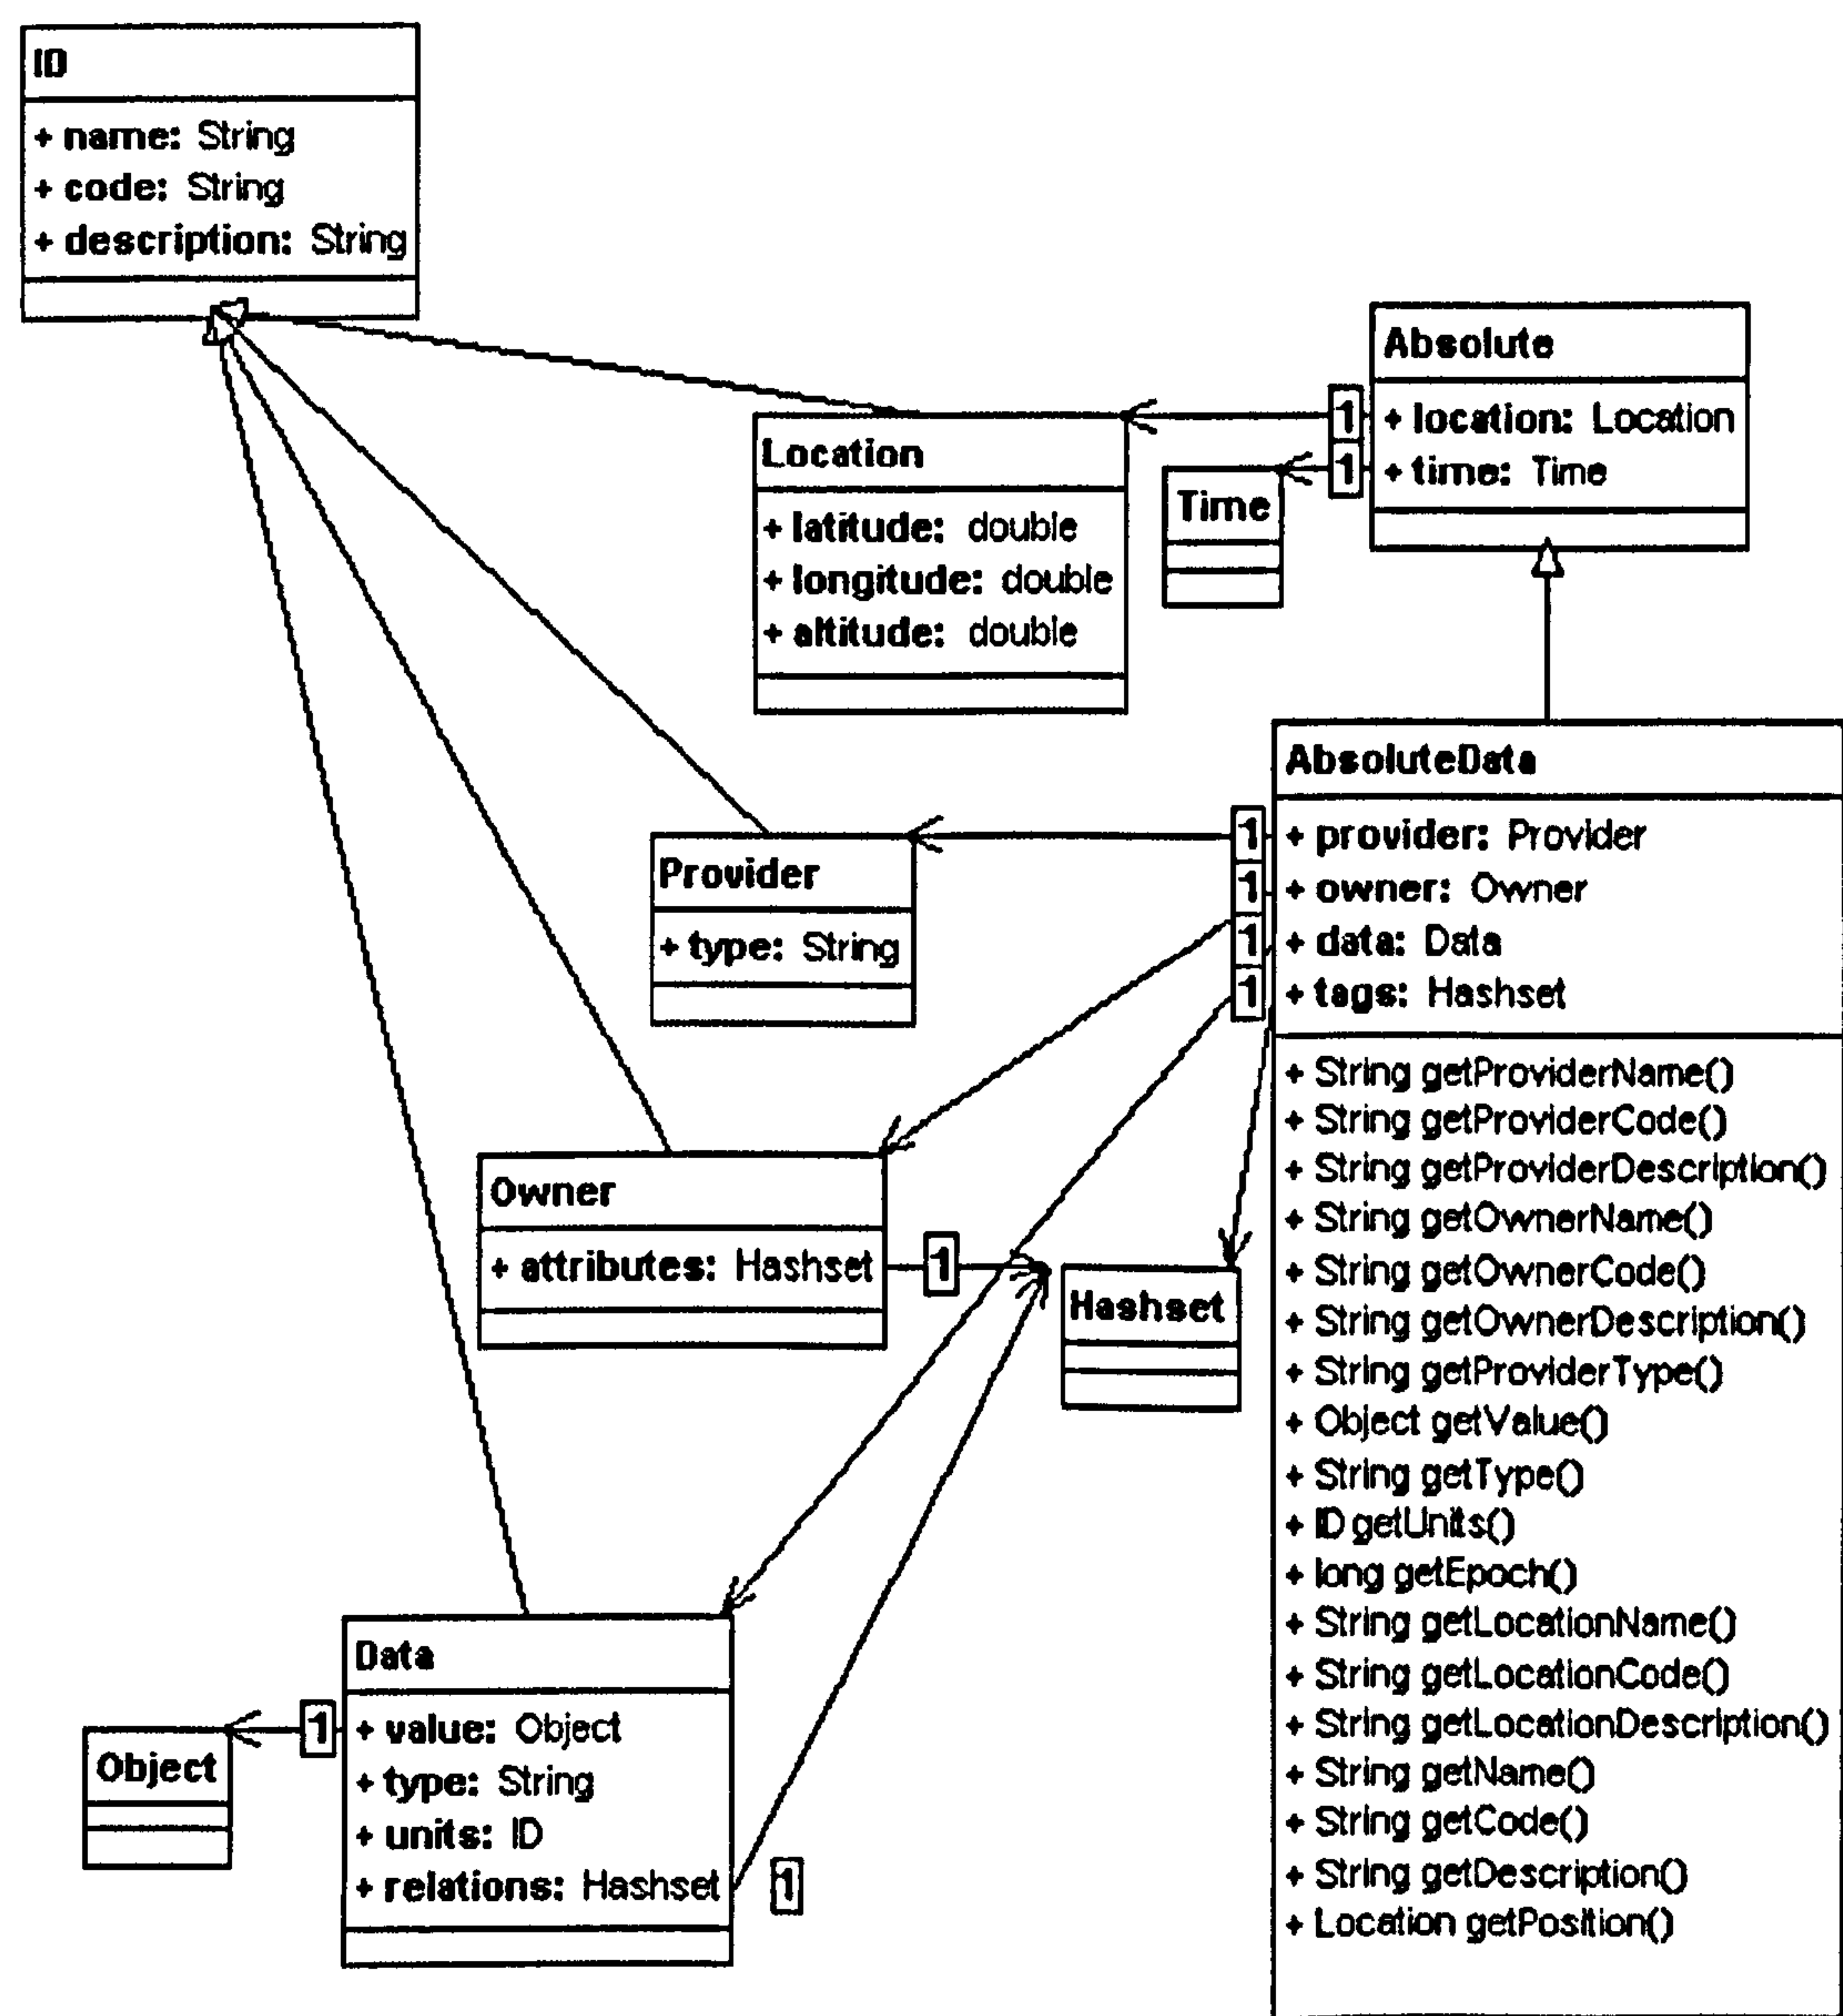 ID
+ name: String
+ code: String
+ description: String
Absolute
+ location: Location
+ time: Time
1
1
Location
+ latitude: double
+ longitude: double
+ altitude: double
Time
AbsoluteData
+ provider: Provider
+ owner: Owner
+ data: Data
+ tags: Hashset
1
1
1
1
+ String getProviderName()
+ String getProviderCode()
+ String getProviderDescription()
+ String getOwnerName()
+ String getOwnerCode()
+ String getOwnerDescription()
+ String getProviderType()
+ Object getValue()
+ String getType()
+ ID getUnits()
+ long getEpoch()
+ String getLocationName()
+ String getLocationCode()
+ String getLocationDescription()
+ String getName()
+ String getCode()
+ String getDescription()
+ Location getPosition()
Provider
+ type: String
Owner
+ attributes: Hashset
1
Hashset
Data
+ value: Object
+ type: String
+ units: ID
+ relations: Hashset
1
1
Object